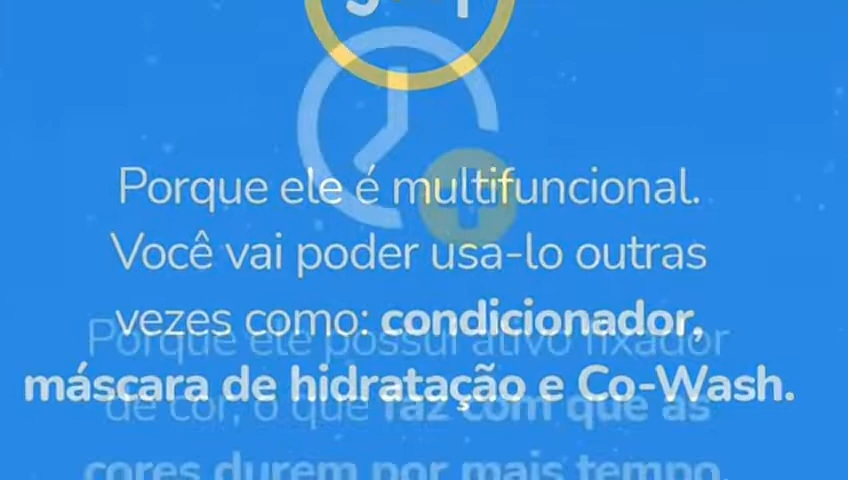 Porque ele é multifuncional.
Você vai poder usa-lo outras
vezes como: condicionador,
máscara de hidratação e Co-Wash.
Porque ele possui ativo fixador
de cor, o que faz com que as
cores durem por mais tempo.